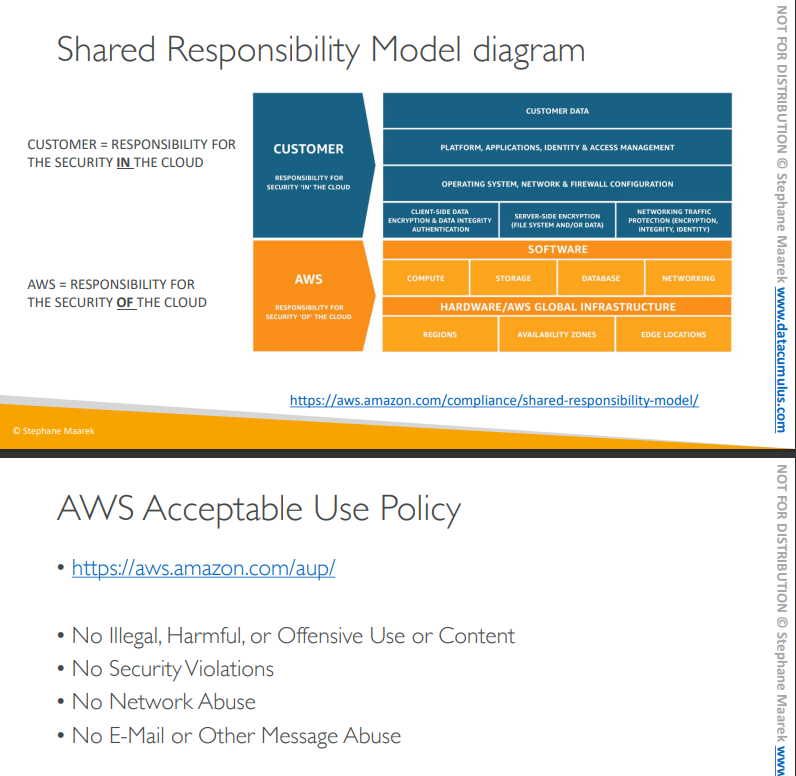 Shared Responsibility Model diagram
CUSTOMER = RESPONSIBILITY FOR
THE SECURITY IN THE CLOUD
CUSTOMER
RESPONSIBILITY FOR
SECURITY 'IN' THE CLOUD
CUSTOMER DATA
PLATFORM, APPLICATIONS, IDENTITY & ACCESS MANAGEMENT
OPERATING SYSTEM, NETWORK & FIREWALL CONFIGURATION
CLIENT-SIDE DATA
ENCRYPTION & DATA INTEGRITY
AUTHENTICATION
SERVER-SIDE ENCRYPTION
(FILE SYSTEM AND/OR DATA)
NETWORKING TRAFFIC
PROTECTION (ENCRYPTION,
INTEGRITY, IDENTITY)
AWS = RESPONSIBILITY FOR
THE SECURITY OF THE CLOUD
AWS
RESPONSIBILITY FOR
SECURITY 'OF' THE CLOUD
SOFTWARE
COMPUTE
STORAGE
DATABASE
NETWORKING
HARDWARE/AWS GLOBAL INFRASTRUCTURE
REGIONS
AVAILABILITY ZONES
EDGE LOCATIONS
https://aws.amazon.com/compliance/shared-responsibility-model/
© Stephane Maarek
NOT FOR DISTRIBUTION © Stephane Maarek www.datacumulus.com
AWS Acceptable Use Policy
• https://aws.amazon.com/aup/
• No Illegal, Harmful, or Offensive Use or Content
• No Security Violations
• No Network Abuse
• No E-Mail or Other Message Abuse
NOT FOR DISTRIBUTION © Stephane Maarek ww